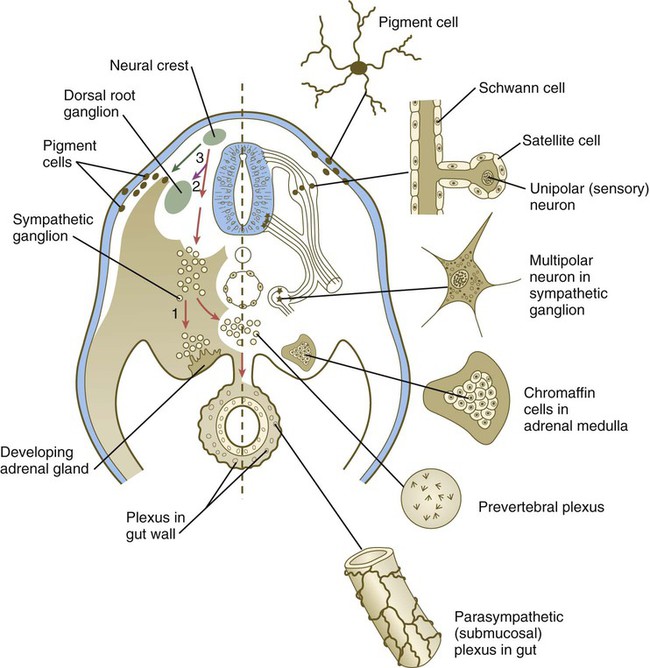 Pigment cell
Neural crest
Dorsal root
ganglion
Schwann cell
Pigment
cells
3
Satellite cell
2
Unipolar (sensory)
neuron
Sympathetic
ganglion
Multipolar
neuron in
sympathetic
ganglion
1
Chromaffin
cells in
adrenal medulla
Developing
adrenal gland
Prevertebral plexus
Plexus in
gut wall
Parasympathetic
(submucosal)
plexus in gut